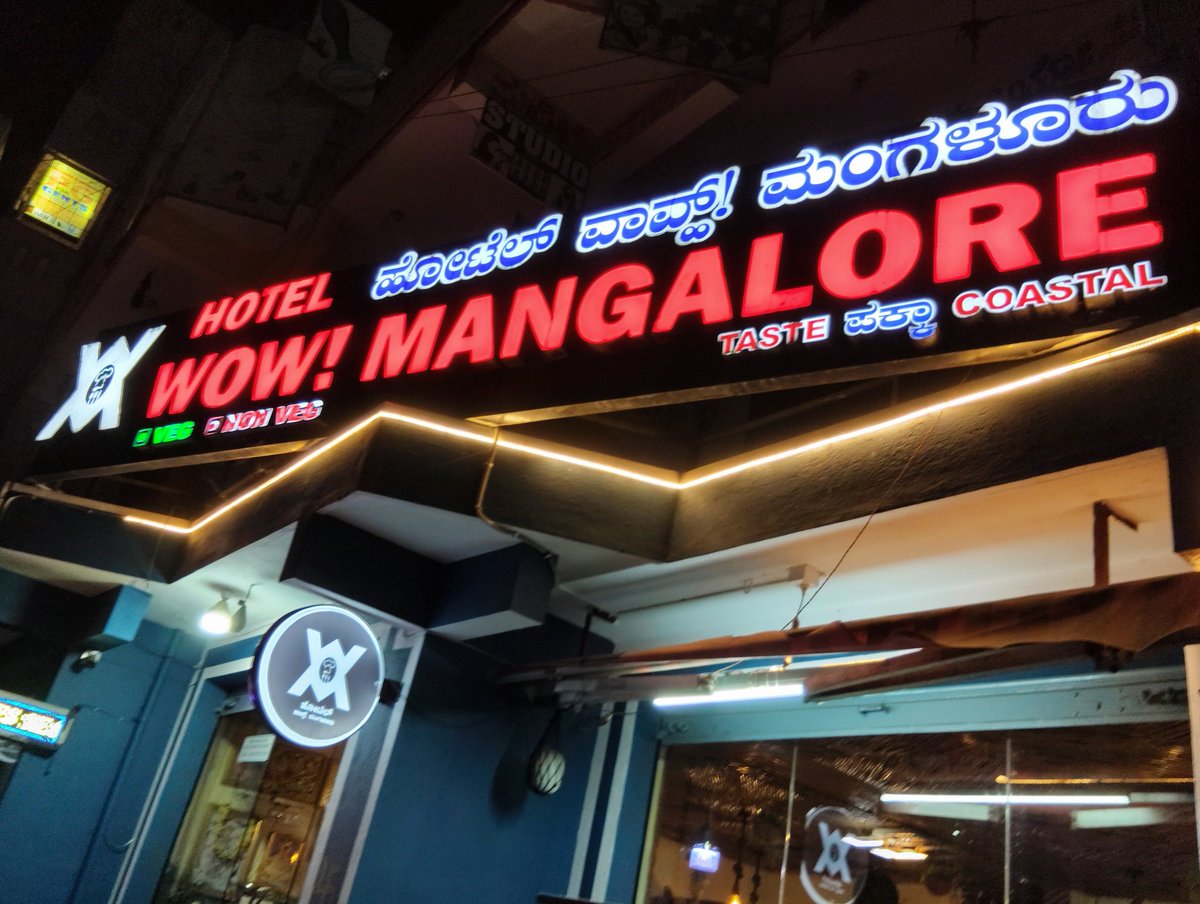 ಹೋಟೆಲ್ ವಾವ್ಹ್! ಮಂಗಳೂರು
HOTEL
WOW! MANGALORE
VEG NON VEG
TASTE ಪಕ್ಕಾ COASTAL
STUDIO
ಹೋಟೆಲ್